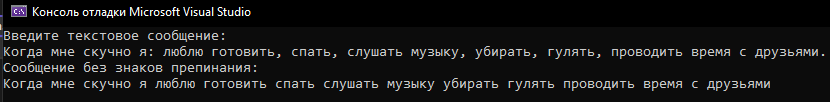 Консоль отладки Microsoft Visual Studio
Введите текстовое сообщение:
Когда мне скучно я: люблю готовить, спать, слушать музыку, убирать, гулять, проводить время с друзьями.
Сообщение без знаков препинания:
Когда мне скучно я люблю готовить спать слушать музыку убирать гулять проводить время с друзьями